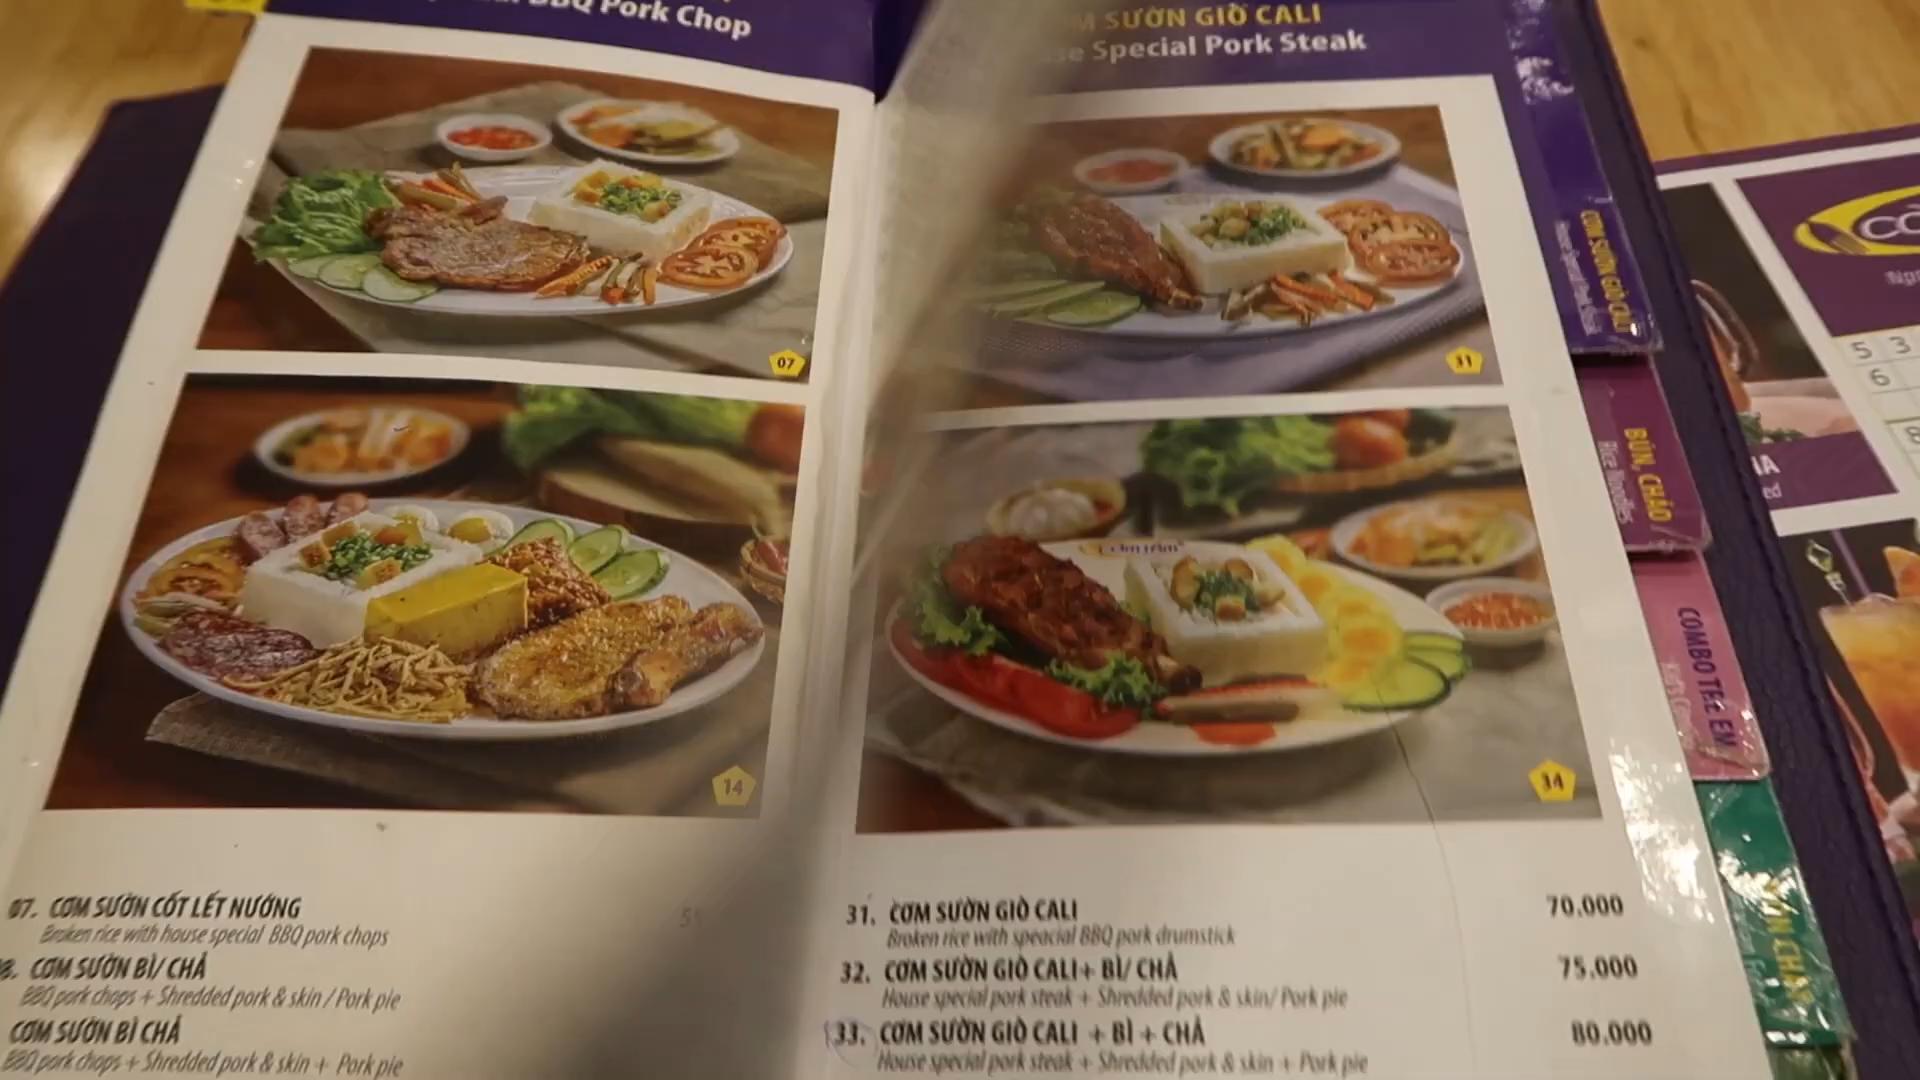 BBQ Pork Chop
07
14
07. CƠM SƯỜN CỐT LẾT NƯỚNG
Broken rice with house special BBQ pork chops
8. CƠM SƯỜN BÌ/ CHẢ
BBQ pork chops + Shredded pork & skin / Pork pie
CƠM SƯỜN BÌ CHẢ
BBQ pork chops + Shredded pork & skin + Pork pie
SƯỜN GIÒ CALI
Special Pork Steak
31
34
31. CƠM SƯỜN GIÒ CALI 70.000
Broken rice with speacial BBQ pork drumstick
32. CƠM SƯỜN GIÒ CALI+ BÌ/ CHẢ 75.000
House special pork steak + Shredded pork & skin/ Pork pie
33. CƠM SƯỜN GIÒ CALI + BÌ + CHẢ 80.000
House special pork steak + Shredded pork & skin + Pork pie
CƠM SƯỜN GIÒ CALI
House Special Pork Steak
BÚN, CHÁO
Rice Noodles
COMBO TRẺ EM
5 3
6
8